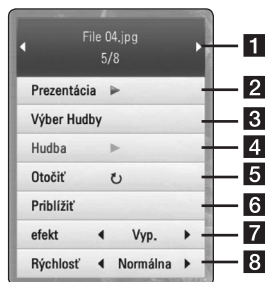 File 04.jpg
5/8
1
Prezentácia
2
Výber Hudby
3
Hudba
4
Otočiť
5
Priblížiť
6
efekt Vyp.
7
Rýchlosť Normálna
8